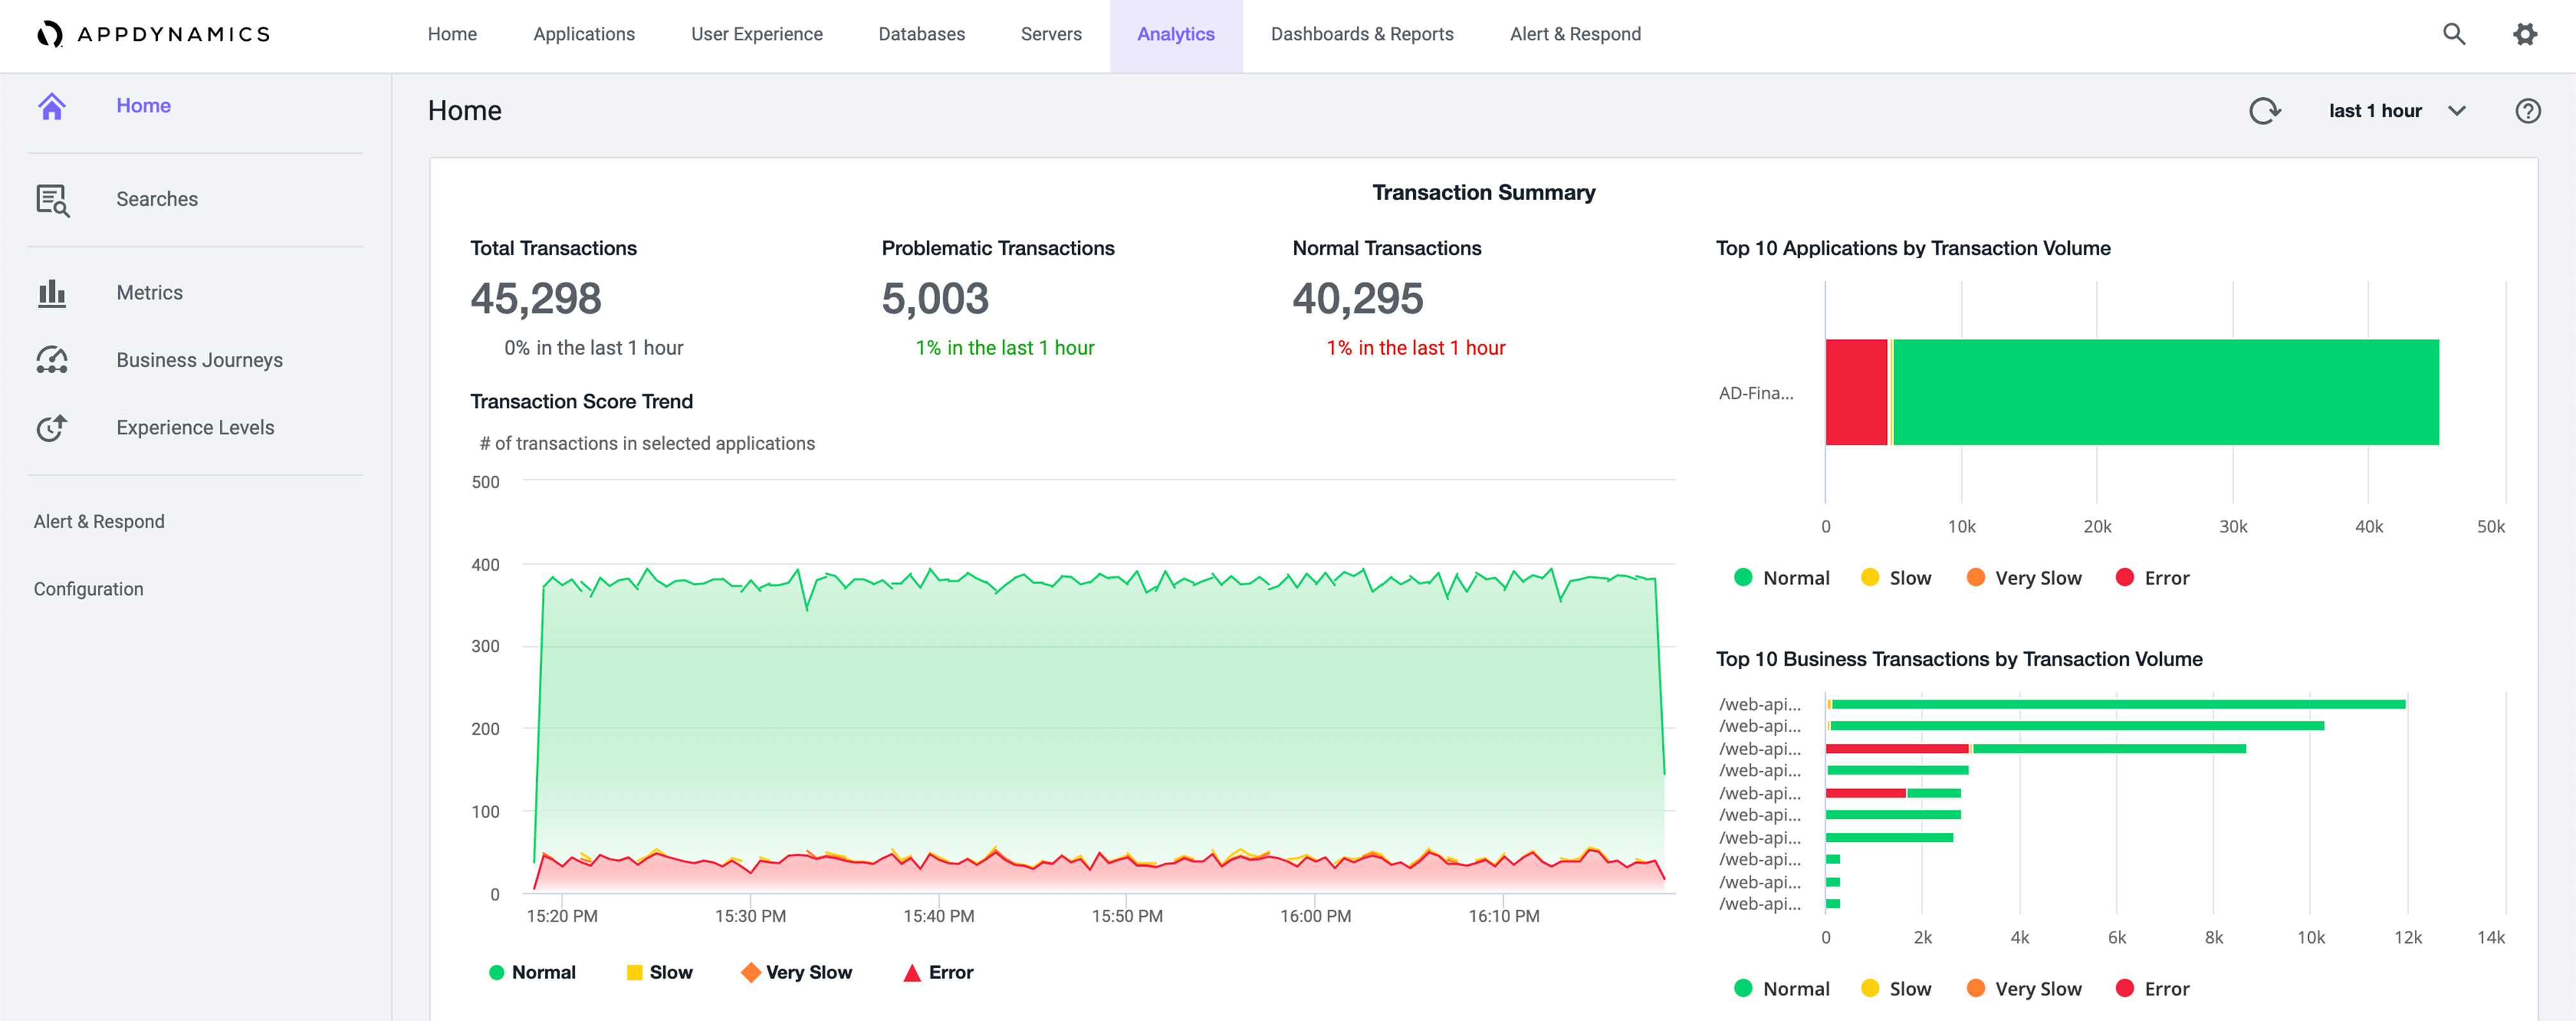 APPDYNAMICS
Home
Applications
User Experience
Databases
Servers
Analytics
Dashboards & Reports
Alert & Respond
Home
Searches
Metrics
Business Journeys
Experience Levels
Alert & Respond
Configuration
Home
last 1 hour
Transaction Summary
Total Transactions
45,298
0% in the last 1 hour
Problematic Transactions
5,003
1% in the last 1 hour
Normal Transactions
40,295
1% in the last 1 hour
Transaction Score Trend
# of transactions in selected applications
500
400
300
200
100
0
15:20 PM
15:30 PM
15:40 PM
15:50 PM
16:00 PM
16:10 PM
Normal
Slow
Very Slow
Error
Top 10 Applications by Transaction Volume
AD-Fina...
0
10k
20k
30k
40k
50k
Normal
Slow
Very Slow
Error
Top 10 Business Transactions by Transaction Volume
/web-api...
/web-api...
/web-api...
/web-api...
/web-api...
/web-api...
/web-api...
/web-api...
/web-api...
/web-api...
0
2k
4k
6k
8k
10k
12k
14k
Normal
Slow
Very Slow
Error